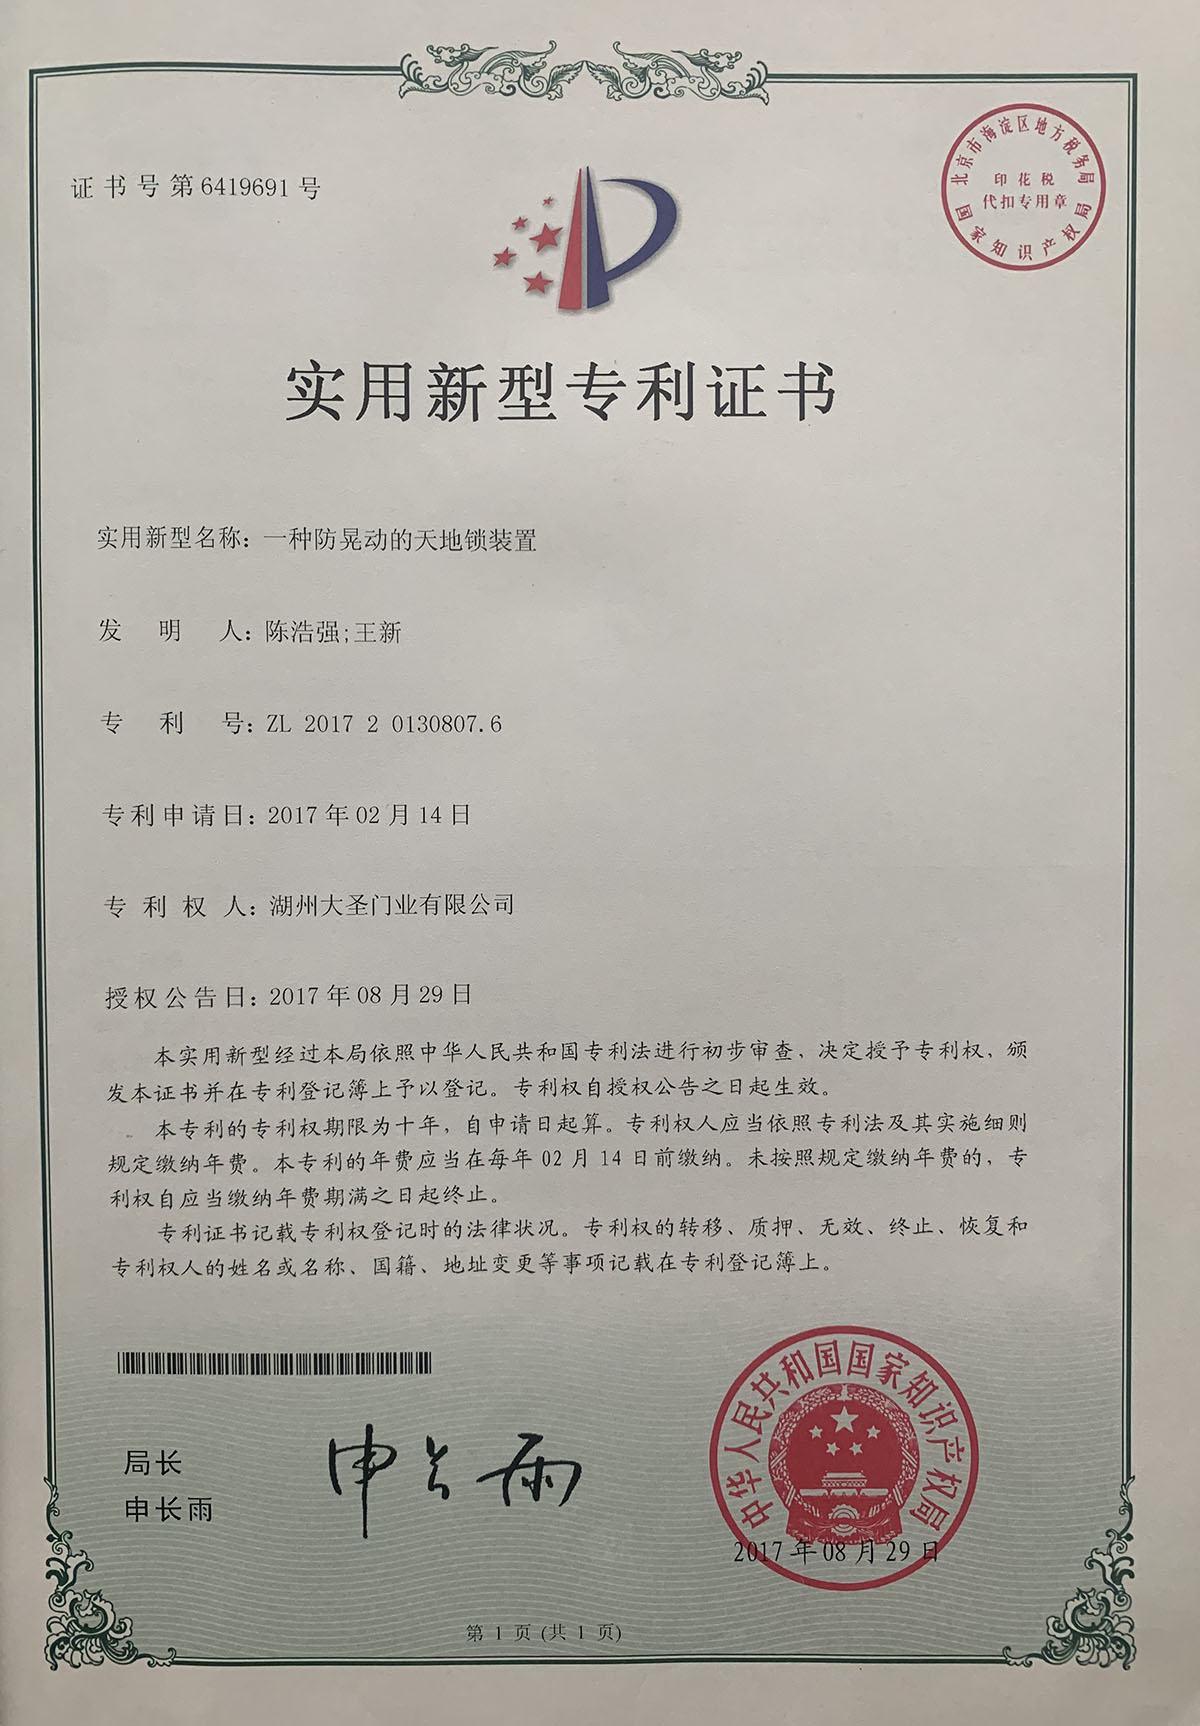 证书号第6419691号
北京市海淀区地方税务局
印花税
代扣专用章
国家知识产权局
实用新型专利证书
实用新型名称：一种防晃动的天地锁装置
发明人：陈浩强;王新
专利号：ZL 2017 2 0130807.6
专利申请日：2017年02月14日
专利权人：湖州大圣门业有限公司
授权公告日：2017年08月29日
本实用新型经过本局依照中华人民共和国专利法进行初步审查，决定授予专利权，颁
发本证书并在专利登记簿上予以登记。专利权自授权公告之日起生效。
本专利的专利权期限为十年，自申请日起算。专利权人应当依照专利法及其实施细则
规定缴纳年费。本专利的年费应当在每年02月14日前缴纳。未按照规定缴纳年费的，专
利权自应当缴纳年费期满之日起终止。
专利证书记载专利权登记时的法律状况。专利权的转移、质押、无效、终止、恢复和
专利权人的姓名或名称、国籍、地址变更等事项记载在专利登记簿上。
局长
申长雨
申长雨
中华人民共和国国家知识产权局
2017年08月29日
第1页(共1页)